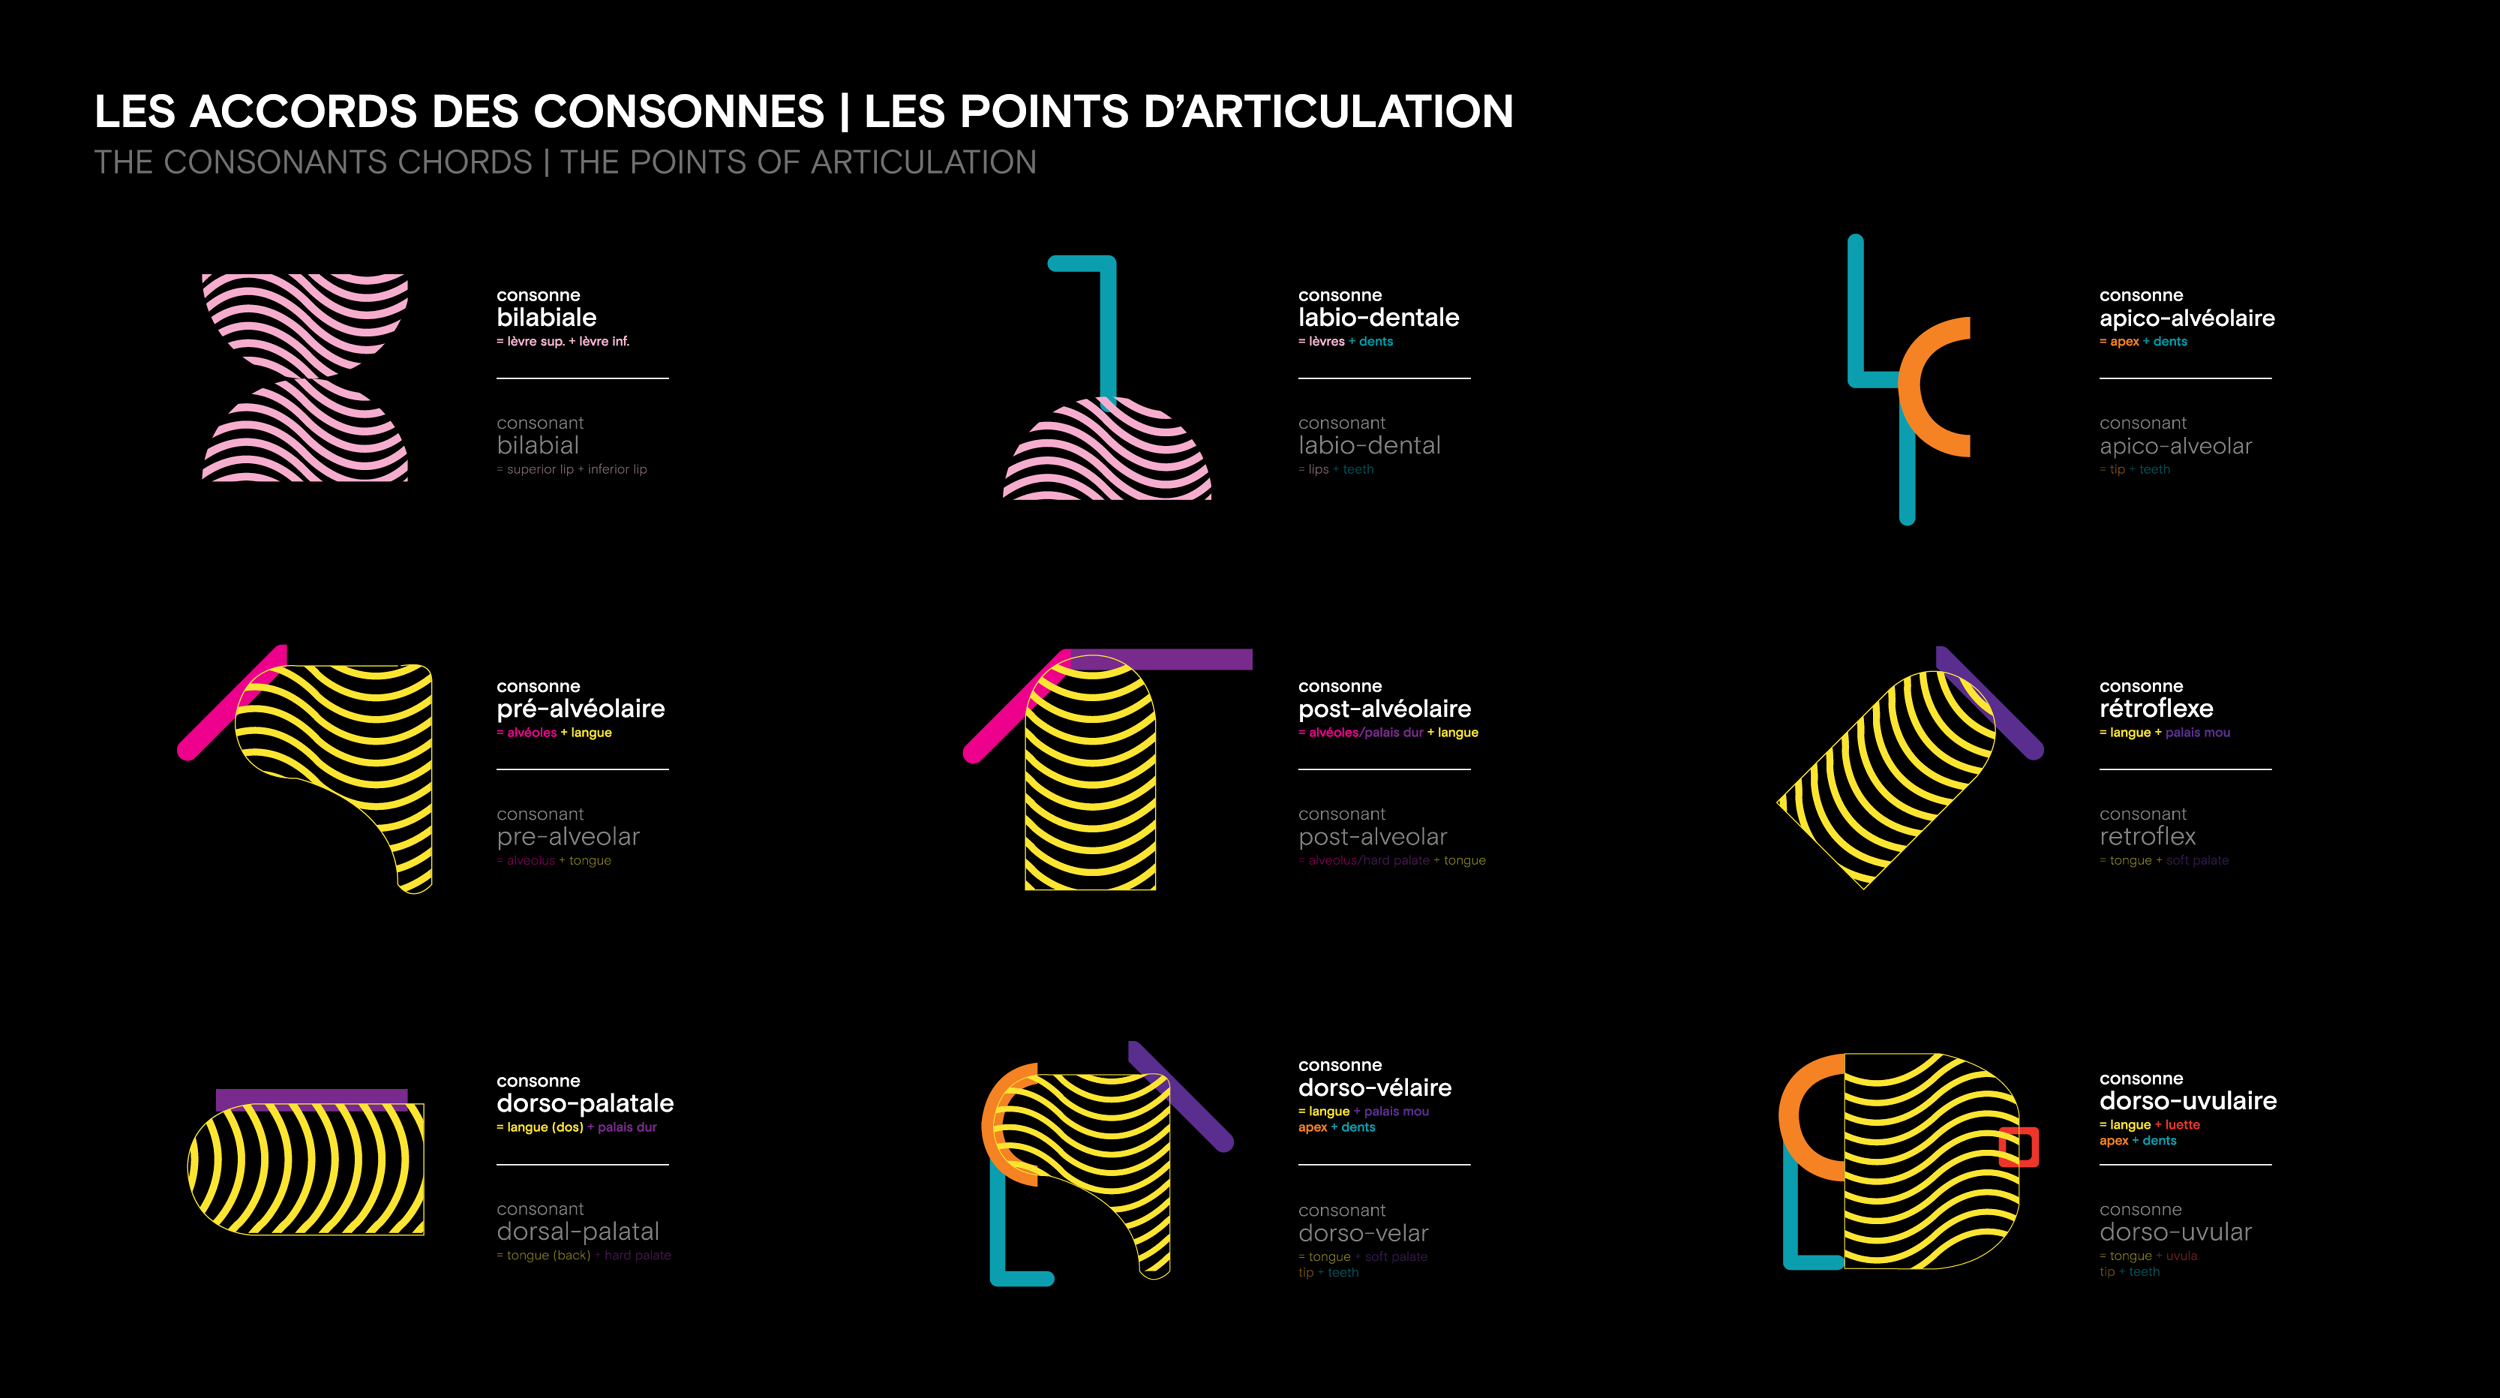 LES ACCORDS DES CONSONNES | LES POINTS D'ARTICULATION
THE CONSONANTS CHORDS | THE POINTS OF ARTICULATION
consonne
bilabiale
= lèvre sup. + lèvre inf.
consonant
bilabial
= superior lip + inferior lip
consonne
labio-dentale
= lèvres + dents
consonant
labio-dental
= lips + teeth
consonne
apico-alvéolaire
= apex + dents
consonant
apico-alveolar
= tip + teeth
consonne
pré-alvéolaire
= alvéoles + langue
consonant
pre-alveolar
= alveolus + tongue
consonne
post-alvéolaire
= alvéoles/palais dur + langue
consonant
post-alveolar
= alveolus/hard palate + tongue
consonne
rétroflexe
= langue + palais mou
consonant
retroflex
= tongue + soft palate
consonne
dorso-palatale
= langue (dos) + palais dur
consonant
dorsal-palatal
= tongue (back) + hard palate
consonne
dorso-vélaire
= langue + palais mou
apex + dents
consonant
dorso-velar
= tongue + soft palate
tip + teeth
consonne
dorso-uvulaire
= langue + luette
apex + dents
consonne
dorso-uvular
= tongue + uvula
tip + teeth